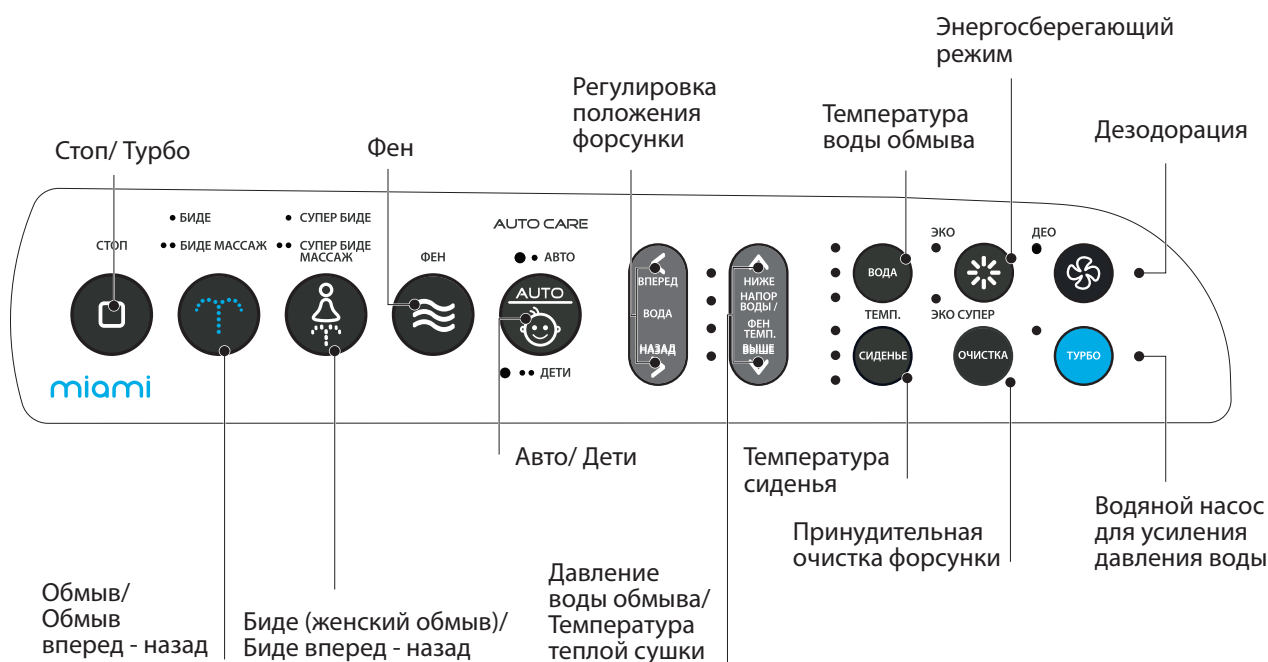 Энергосберегающий
режим
Регулировка
положения
форсунки
Температура
воды обмыва
Дезодорация
Стоп/ Турбо
Фен
• БИДЕ
• СУПЕР БИДЕ
AUTO CARE
СТОП
•• БИДЕ МАССАЖ
•• СУПЕР БИДЕ
МАССАЖ
ФЕН
• АВТО
AUTO
•• ДЕТИ
ВПЕРЕД
ВОДА
НАЗАД
НИЖЕ
НАПОР
ВОДЫ /
ФЕН
ТЕМП.
ВЫШЕ
ВОДА
ТЕМП.
СИДЕНЬЕ
ЭКО
ЭКО СУПЕР
ОЧИСТКА
ДЕО
ТУРБО
miami
Авто/ Дети
Температура
сиденья
Принудительная
очистка форсунки
Водяной насос
для усиления
давления воды
Обмыв/
Обмыв
вперед - назад
Биде (женский обмыв)/
Биде вперед - назад
Давление
воды обмыва/
Температура
теплой сушки